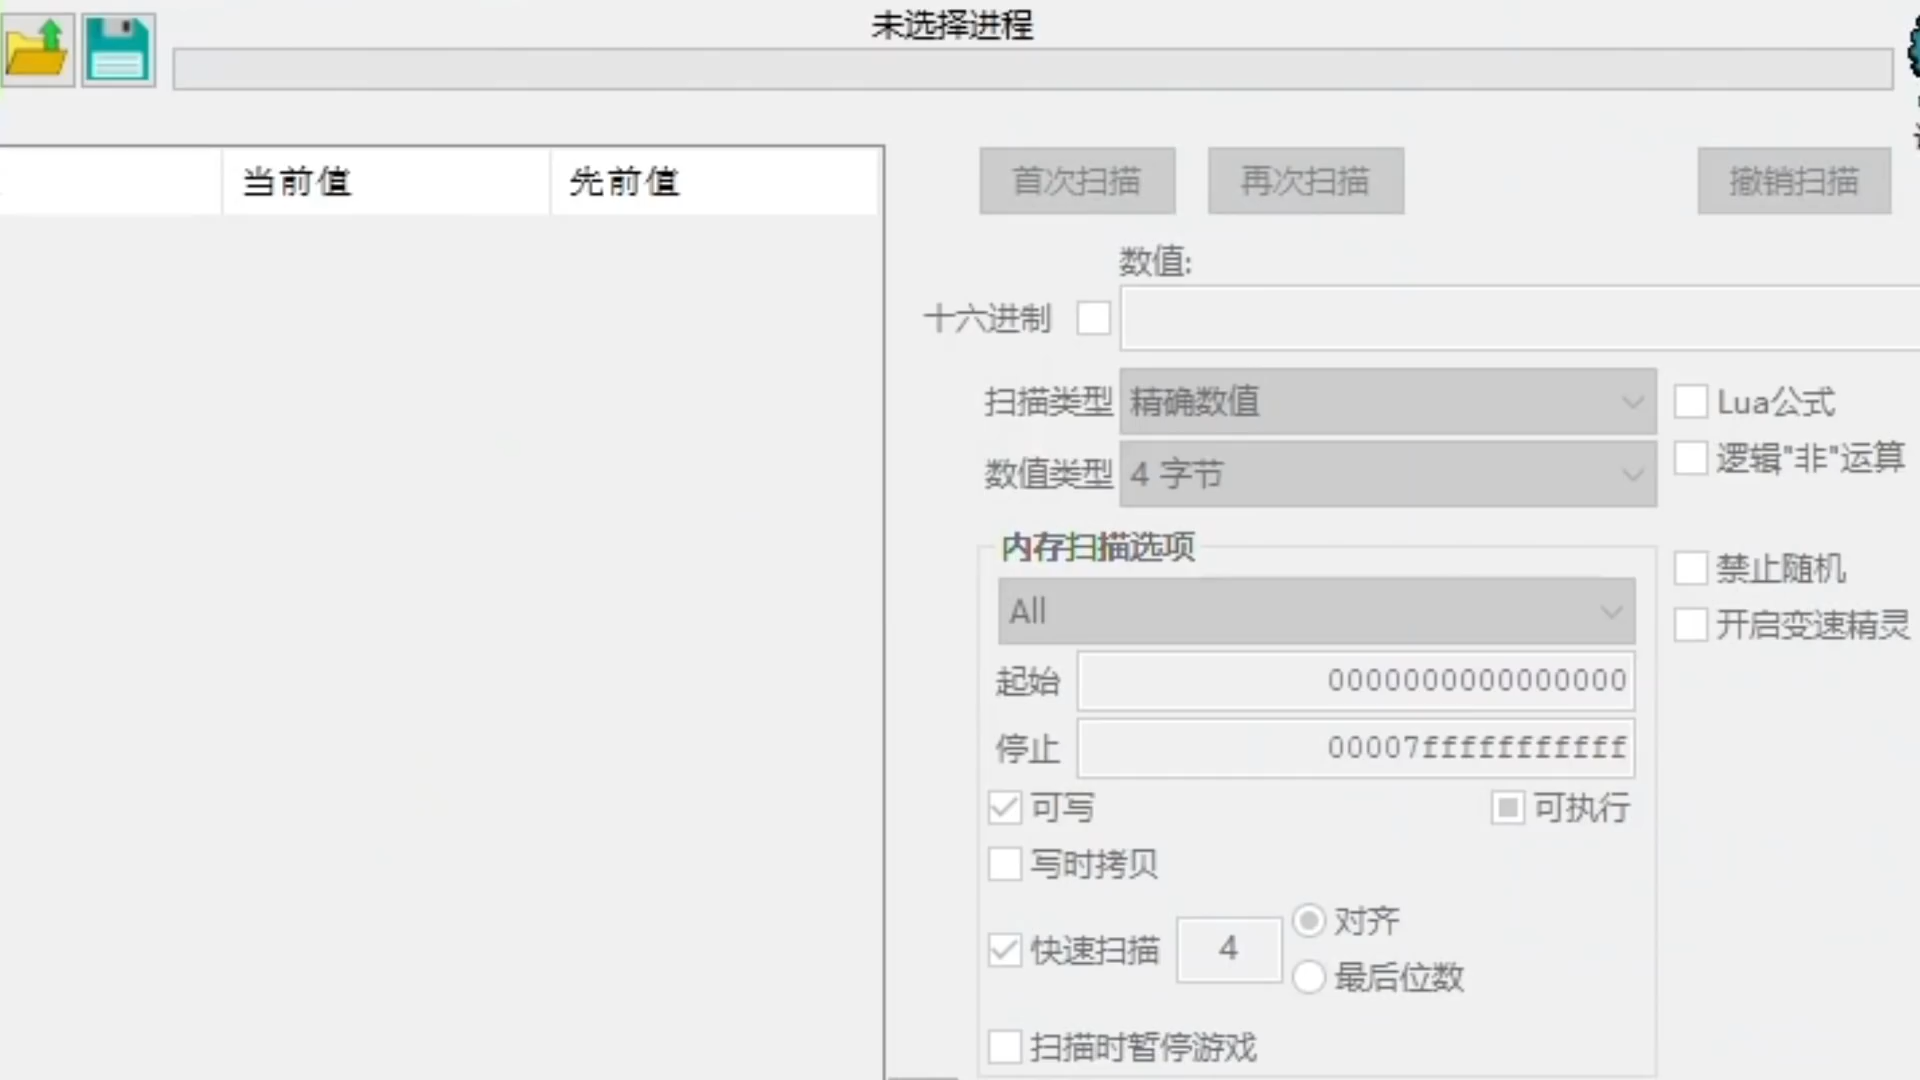 未选择进程
当前值 先前值
首次扫描 再次扫描 撤销扫描
数值:
十六进制
扫描类型 精确数值 Lua公式
数值类型 4 字节 逻辑"非"运算
内存扫描选项
All
禁止随机
开启变速精灵
起始 0000000000000000
停止 00007fffffffffff
可写 可执行
写时拷贝
快速扫描 4 对齐
最后位数
扫描时暂停游戏